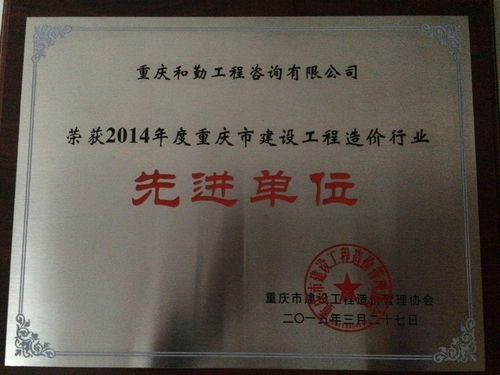 重庆和勤工程咨询有限公司
荣获2014年度重庆市建设工程造价行业
先进单位
重庆市建设工程造价管理协会
二〇一五年三月二十七日